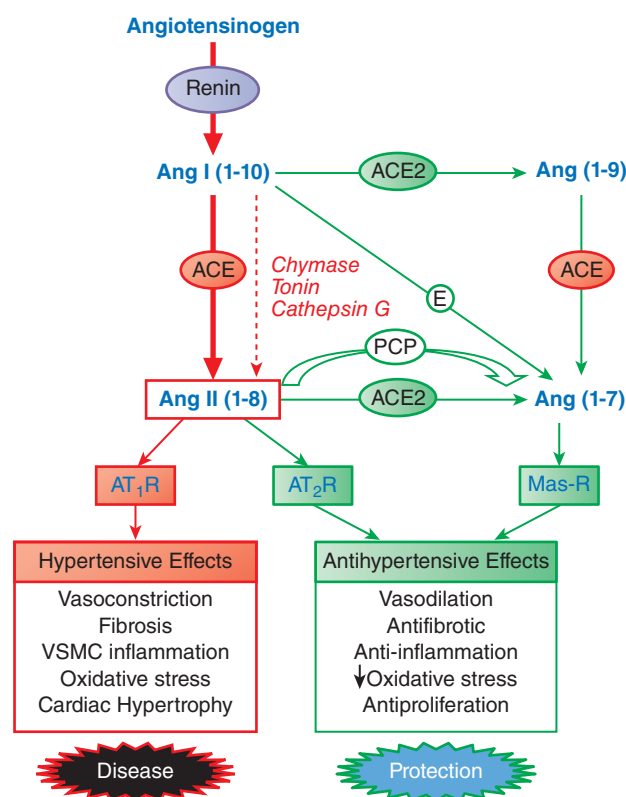 Angiotensinogen
Renin
Ang I (1-10)
ACE2
Ang (1-9)
ACE
Chymase
Tonin
Cathepsin G
E
ACE
PCP
Ang II (1-8)
ACE2
Ang (1-7)
AT₁R
AT₂R
Mas-R
Hypertensive Effects
Vasoconstriction
Fibrosis
VSMC inflammation
Oxidative stress
Cardiac Hypertrophy
Antihypertensive Effects
Vasodilation
Antifibrotic
Anti-inflammation
↓Oxidative stress
Antiproliferation
Disease
Protection